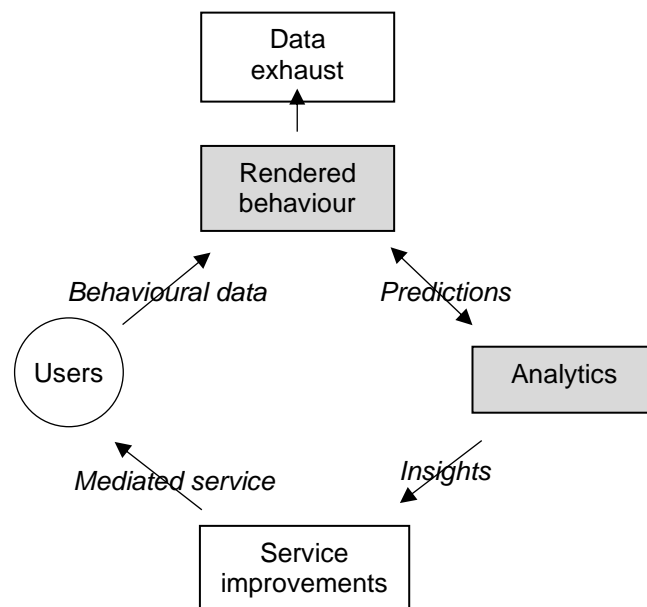 Data
exhaust
Rendered
behaviour
Behavioural data
Predictions
Users
Analytics
Mediated service
Insights
Service
improvements